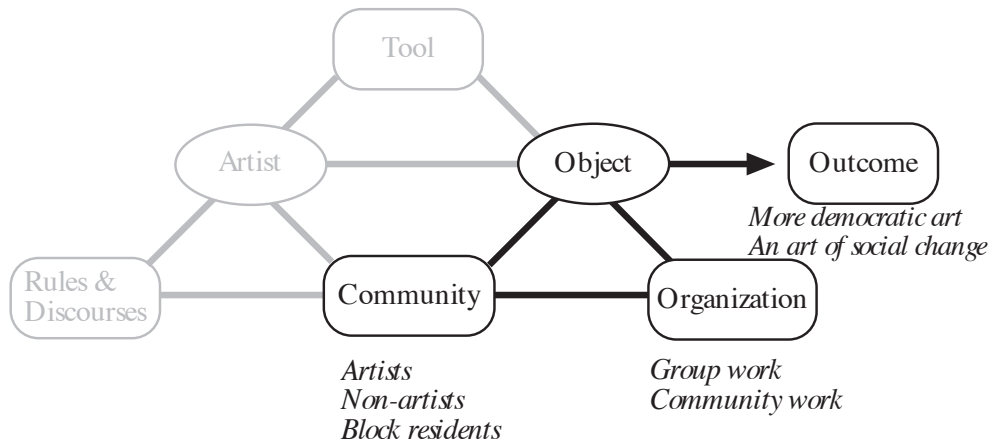 Tool
Artist
Object
Outcome
More democratic art
An art of social change
Rules &
Discourses
Community
Organization
Artists
Non-artists
Block residents
Group work
Community work